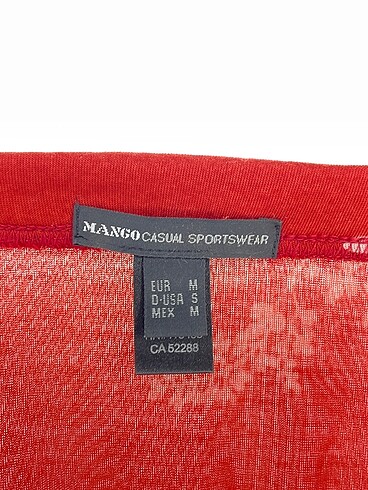 MANGO CASUAL SPORTSWEAR
EUR M
D-USA S
MEX M
CA 52288